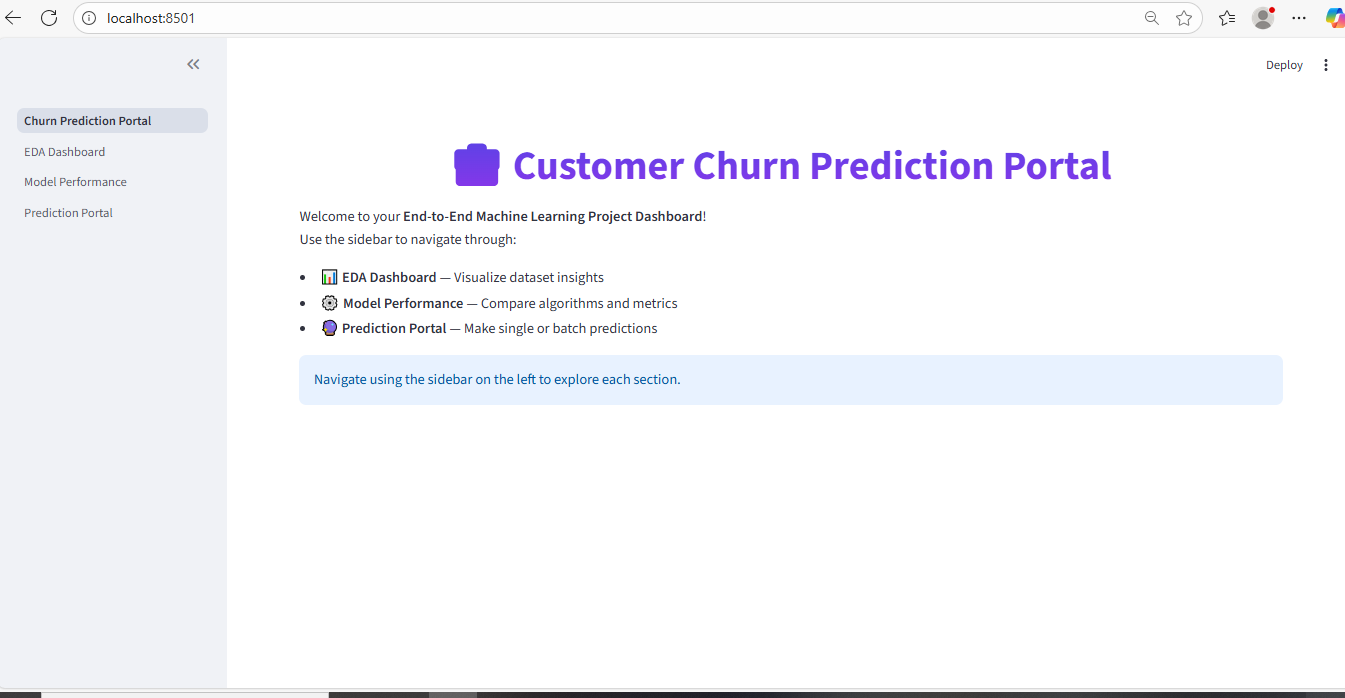 localhost:8501
Deploy
Churn Prediction Portal
EDA Dashboard
Model Performance
Prediction Portal
Customer Churn Prediction Portal
Welcome to your End-to-End Machine Learning Project Dashboard!
Use the sidebar to navigate through:
• 📊 EDA Dashboard — Visualize dataset insights
• ⚙️ Model Performance — Compare algorithms and metrics
• 🔮 Prediction Portal — Make single or batch predictions
Navigate using the sidebar on the left to explore each section.